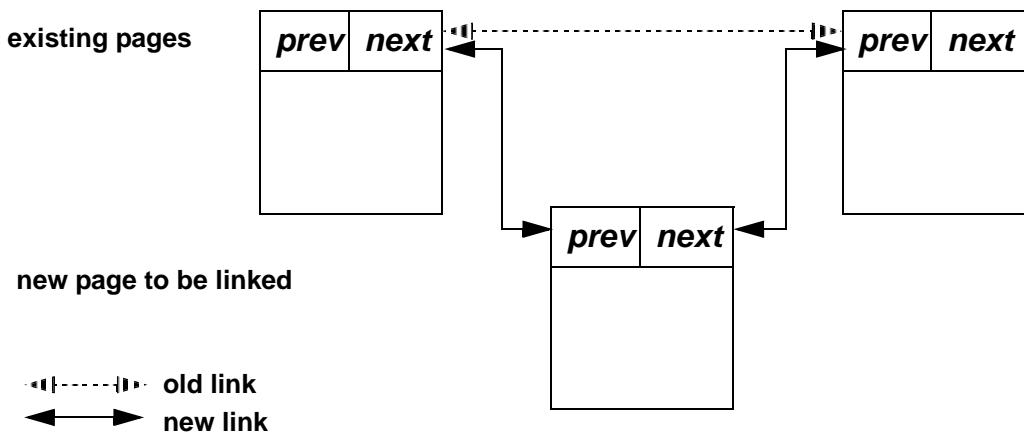 existing pages
prev next
prev next
prev next
new page to be linked
old link
new link